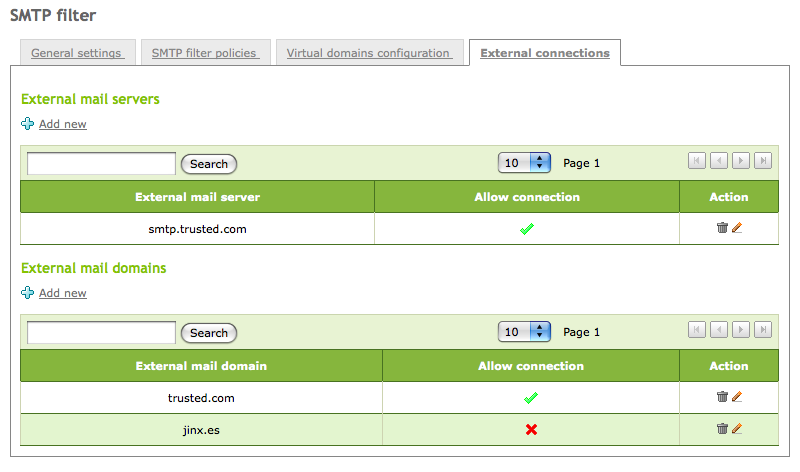 SMTP filter
General settings SMTP filter policies Virtual domains configuration External connections
External mail servers
Add new
Search 10 Page 1
External mail server Allow connection Action
smtp.trusted.com
External mail domains
Add new
Search 10 Page 1
External mail domain Allow connection Action
trusted.com
jinx.es